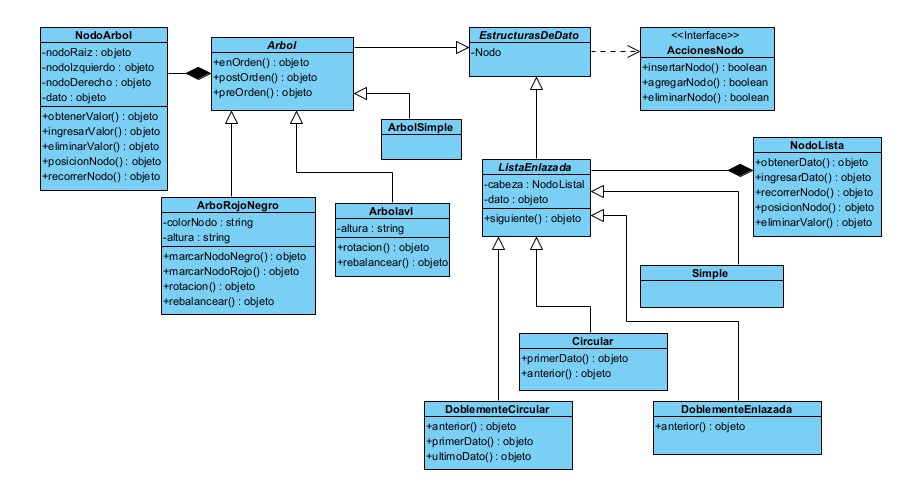 NodoArbol
-nodoRaiz : objeto
-nodoIzquierdo : objeto
-nodoDerecho : objeto
-dato : objeto
+obtenerValor() : objeto
+ingresarValor() : objeto
+eliminarValor() : objeto
+posicionNodo() : objeto
+recorrerNodo() : objeto
Arbol
+enOrden() : objeto
+postOrden() : objeto
+preOrden() : objeto
EstructurasDeDato
-Nodo
<<Interface>>
AccionesNodo
+insertarNodo() : boolean
+agregarNodo() : boolean
+eliminarNodo() : boolean
ArbolSimple
ListaEnlazada
-cabeza : NodoListal
-dato : objeto
+siguiente() : objeto
NodoLista
+obtenerDato() : objeto
+ingresarDato() : objeto
+recorrerNodo() : objeto
+posicionNodo() : objeto
+eliminarValor() : objeto
ArboRojoNegro
-colorNodo : string
-altura : string
+marcarNodoNegro() : objeto
+marcarNodoRojo() : objeto
+rotacion() : objeto
+rebalancear() : objeto
Arbolavl
-altura : string
+rotacion() : objeto
+rebalancear() : objeto
Simple
Circular
+primerDato() : objeto
+anterior() : objeto
DoblementeCircular
+anterior() : objeto
+primerDato() : objeto
+ultimoDato() : objeto
DoblementeEnlazada
+anterior() : objeto